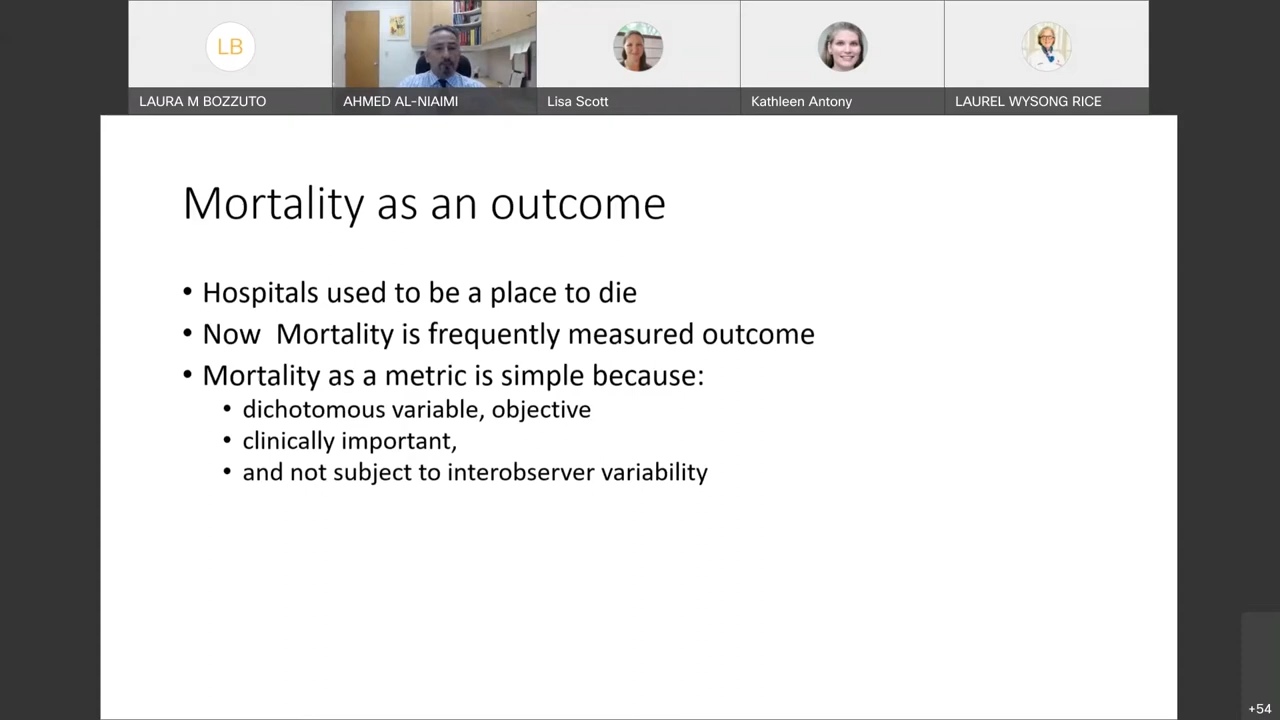 LB
LAURA M BOZZUTO
AHMED AL-NIAIMI
Lisa Scott
Kathleen Antony
LAUREL WYSONG RICE
Mortality as an outcome
• Hospitals used to be a place to die
• Now  Mortality is frequently measured outcome
• Mortality as a metric is simple because:
• dichotomous variable, objective
• clinically important,
• and not subject to interobserver variability
+54